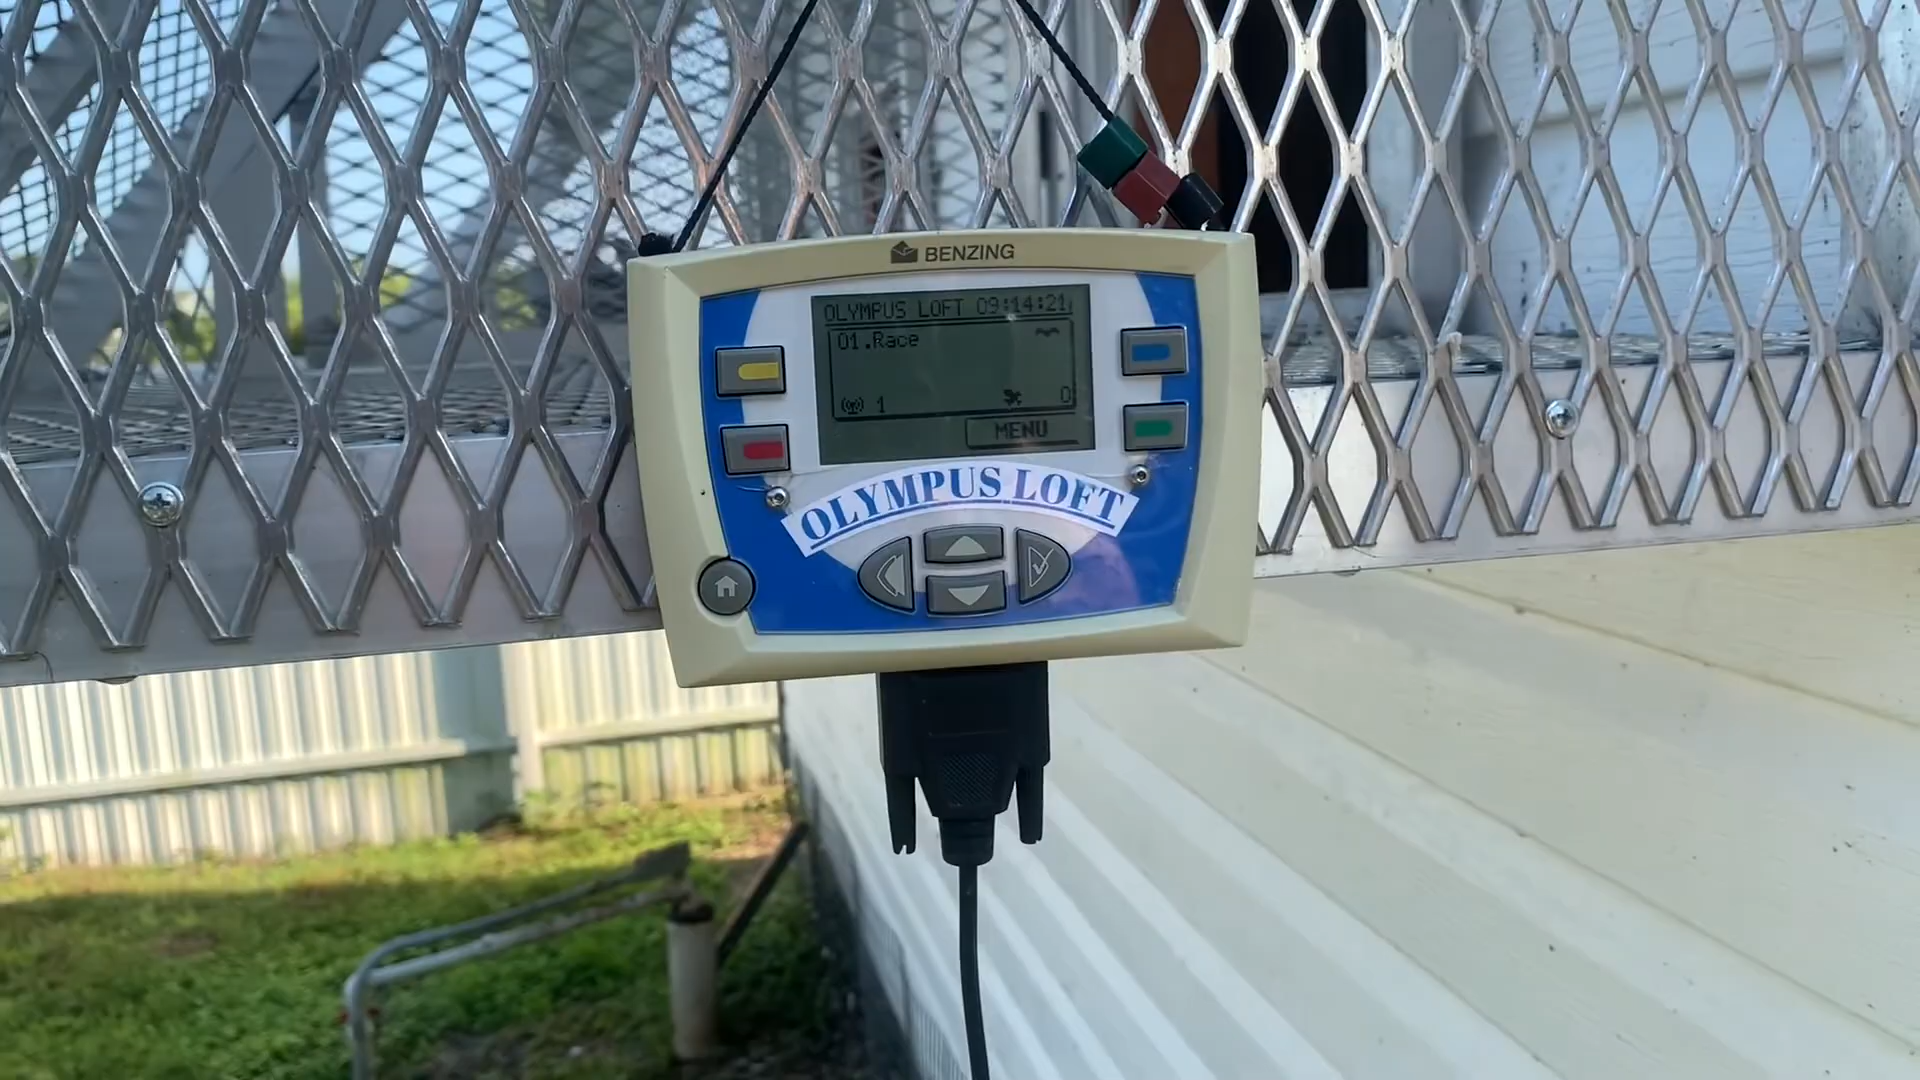 BENZING
OLYMPUS LOFT 09:14:21
01.Race
1 0
MENU
OLYMPUS LOFT